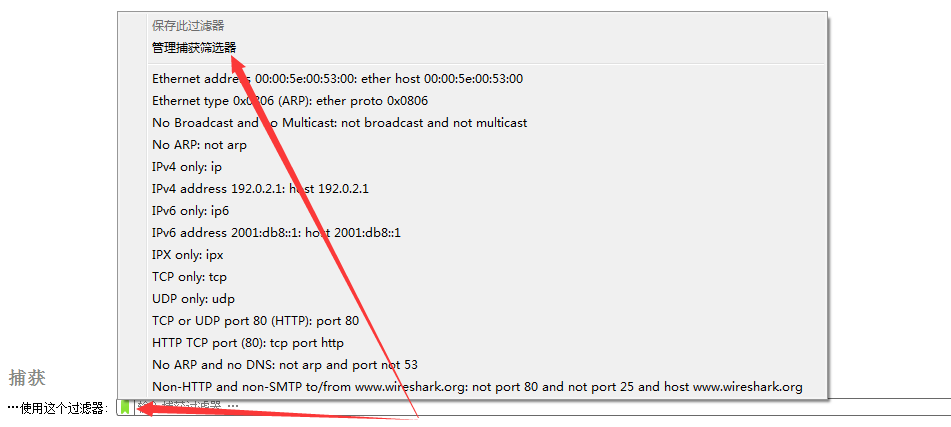 保存此过滤器
管理捕获筛选器
Ethernet address 00:00:5e:00:53:00: ether host 00:00:5e:00:53:00
Ethernet type 0x0806 (ARP): ether proto 0x0806
No Broadcast and no Multicast: not broadcast and not multicast
No ARP: not arp
IPv4 only: ip
IPv4 address 192.0.2.1: host 192.0.2.1
IPv6 only: ip6
IPv6 address 2001:db8::1: host 2001:db8::1
IPX only: ipx
TCP only: tcp
UDP only: udp
TCP or UDP port 80 (HTTP): port 80
HTTP TCP port (80): tcp port http
No ARP and no DNS: not arp and port not 53
Non-HTTP and non-SMTP to/from www.wireshark.org: not port 80 and not port 25 and host www.wireshark.org
捕获
…使用这个过滤器: